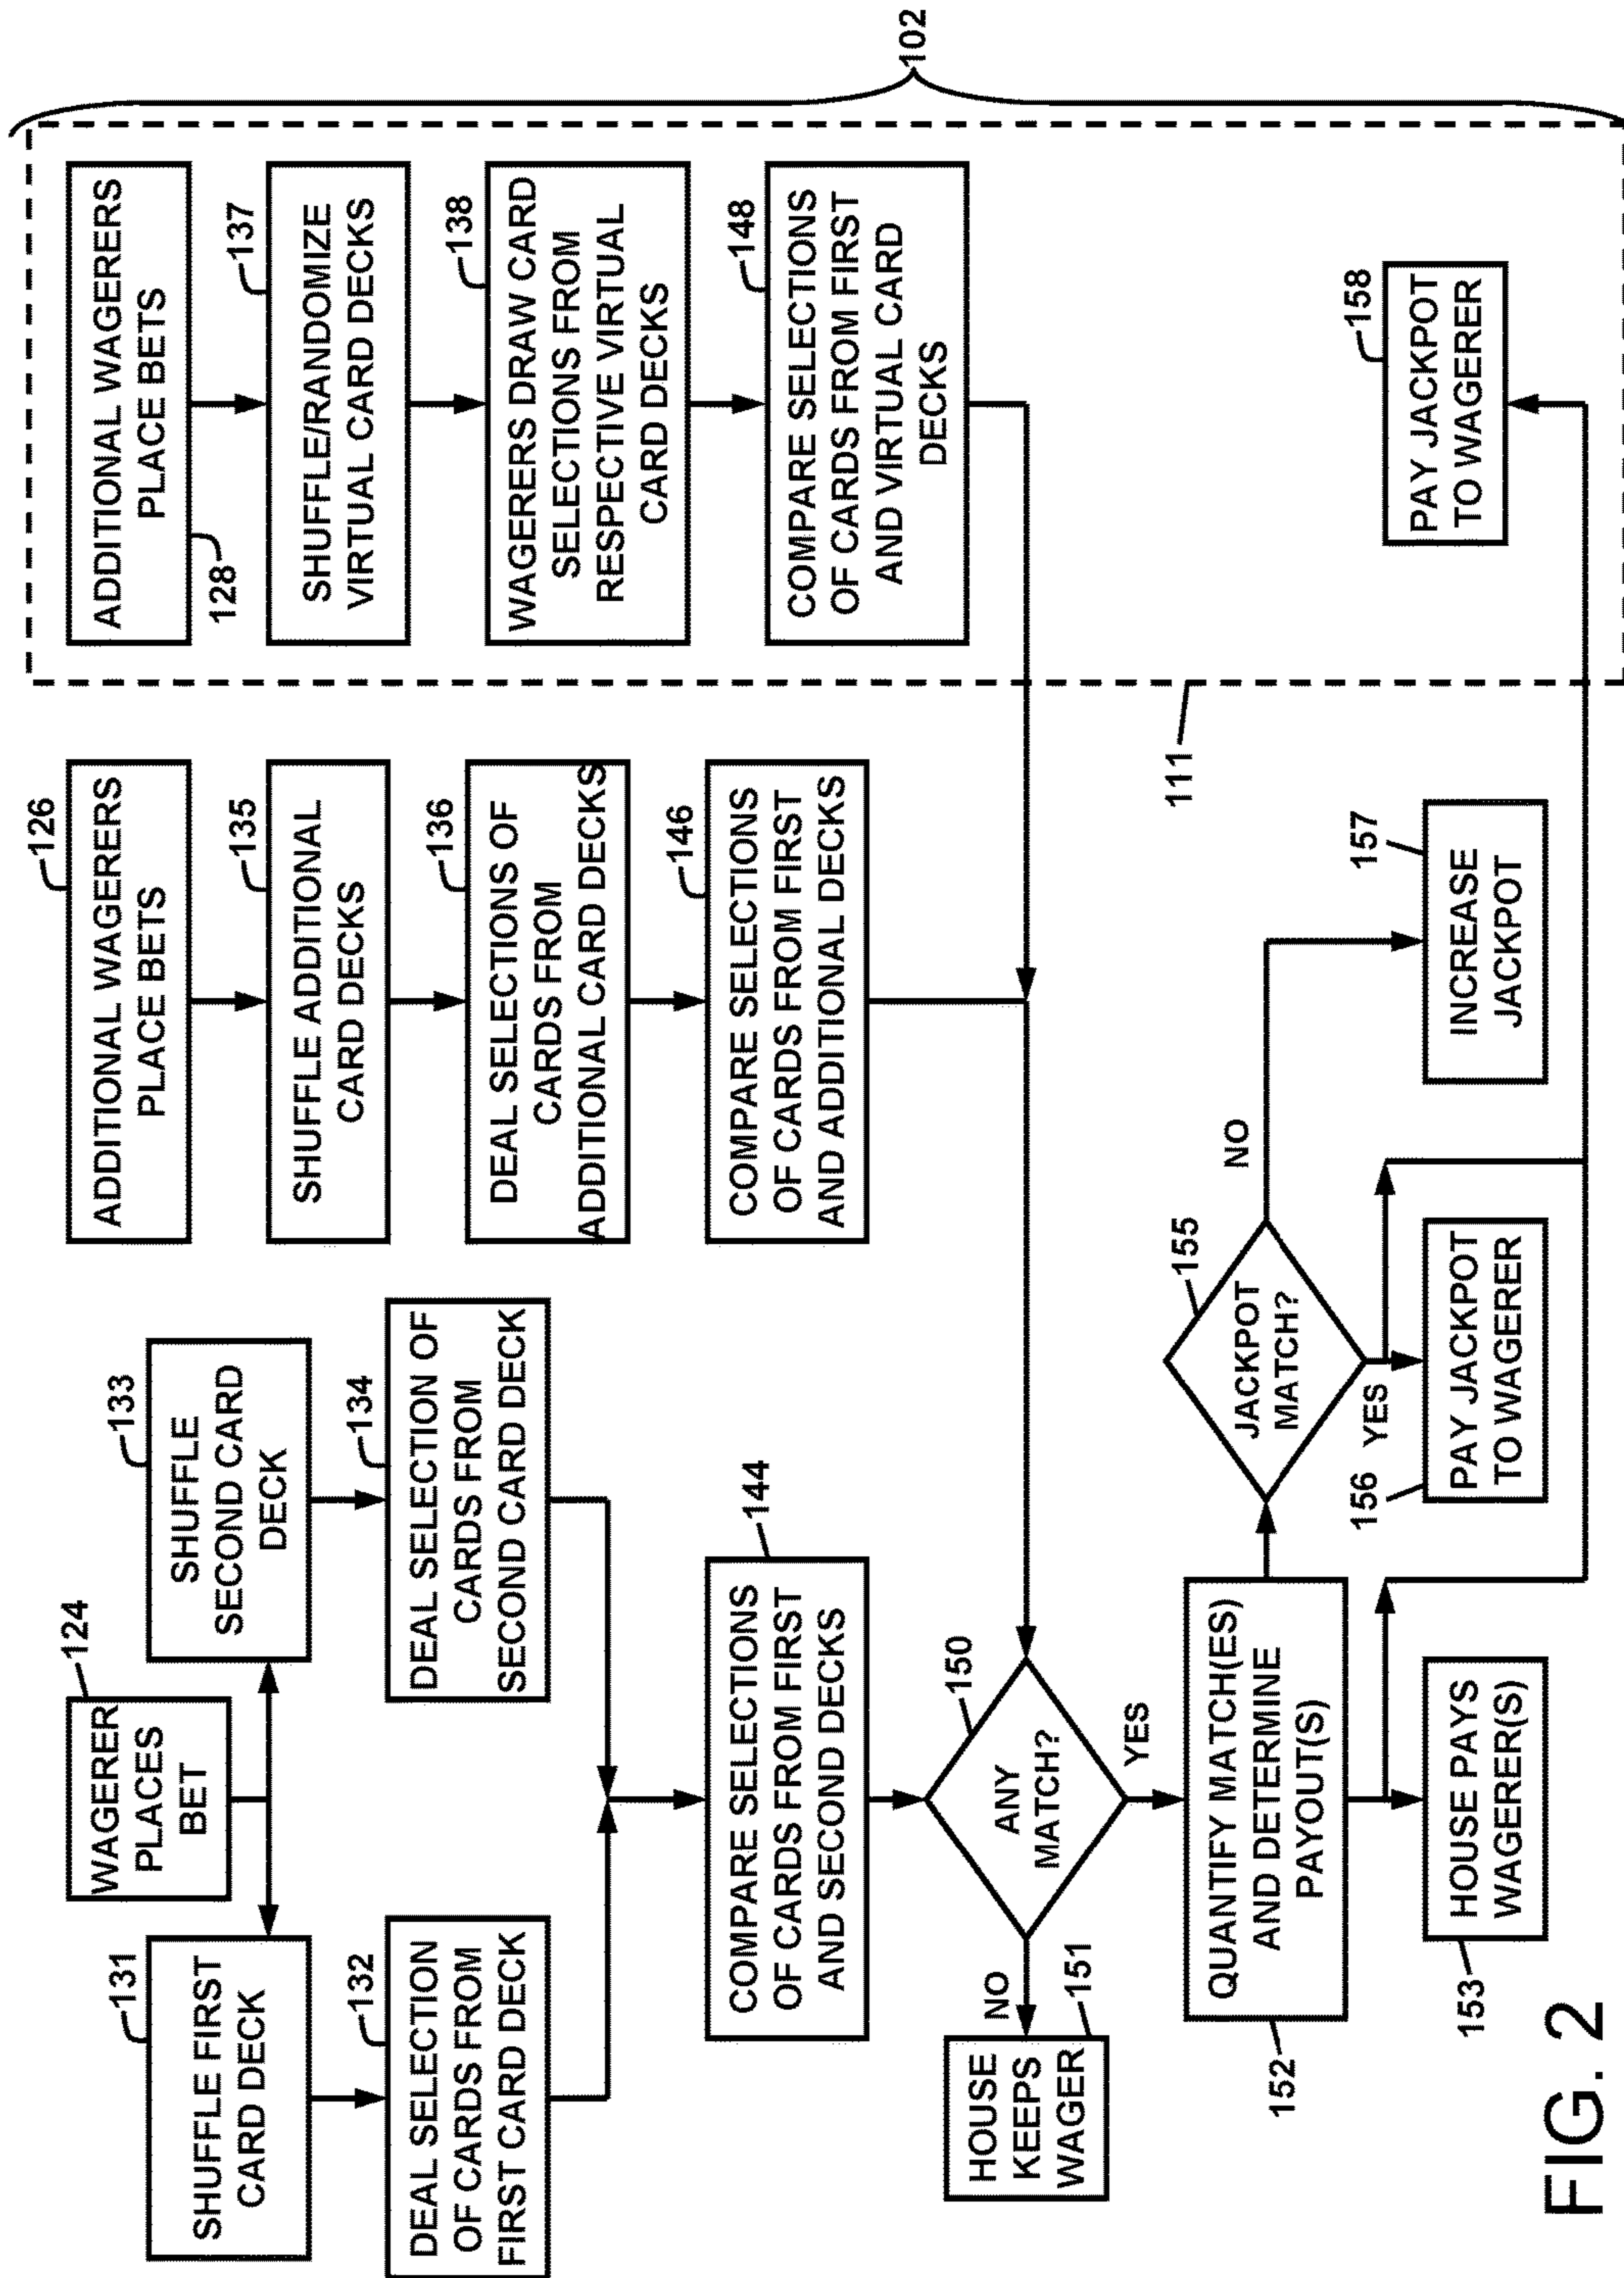 102
124
WAGERER
PLACES
BET
131
SHUFFLE FIRST
CARD DECK
133
SHUFFLE
SECOND CARD
DECK
126
ADDITIONAL WAGERERS
PLACE BETS
ADDITIONAL WAGERERS
PLACE BETS
128
135
SHUFFLE ADDITIONAL
CARD DECKS
137
SHUFFLE/RANDOMIZE
VIRTUAL CARD DECKS
132
DEAL SELECTION
OF CARDS FROM
FIRST CARD DECK
134
DEAL SELECTION OF
CARDS FROM
SECOND CARD DECK
136
DEAL SELECTIONS OF
CARDS FROM
ADDITIONAL CARD DECKS
138
WAGERERS DRAW CARD
SELECTIONS FROM
RESPECTIVE VIRTUAL
CARD DECKS
144
COMPARE SELECTIONS
OF CARDS FROM FIRST
AND SECOND DECKS
146
COMPARE SELECTIONS
OF CARDS FROM FIRST
AND ADDITIONAL DECKS
148
COMPARE SELECTIONS
OF CARDS FROM FIRST
AND VIRTUAL CARD
DECKS
150
ANY
MATCH?
NO
YES
HOUSE
KEEPS
WAGER
151
152
QUANTIFY MATCH(ES)
AND DETERMINE
PAYOUT(S)
155
JACKPOT
MATCH?
NO
YES
111
153
HOUSE PAYS
WAGERER(S)
156
PAY JACKPOT
TO WAGERER
157
INCREASE
JACKPOT
158
PAY JACKPOT
TO WAGERER
FIG. 2